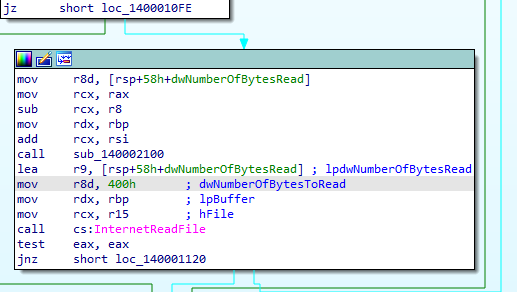 jz      short loc_1400010FE
mov     r8d, [rsp+58h+dwNumberOfBytesRead]
mov     rcx, rax
sub     rcx, r8
mov     rdx, rbp
add     rcx, rsi
call    sub_140002100
lea     r9, [rsp+58h+dwNumberOfBytesRead] ; lpdwNumberOfBytesRead
mov     r8d, 400h       ; dwNumberOfBytesToRead
mov     rdx, rbp        ; lpBuffer
mov     rcx, r15        ; hFile
call    cs:InternetReadFile
test    eax, eax
jnz     short loc_140001120